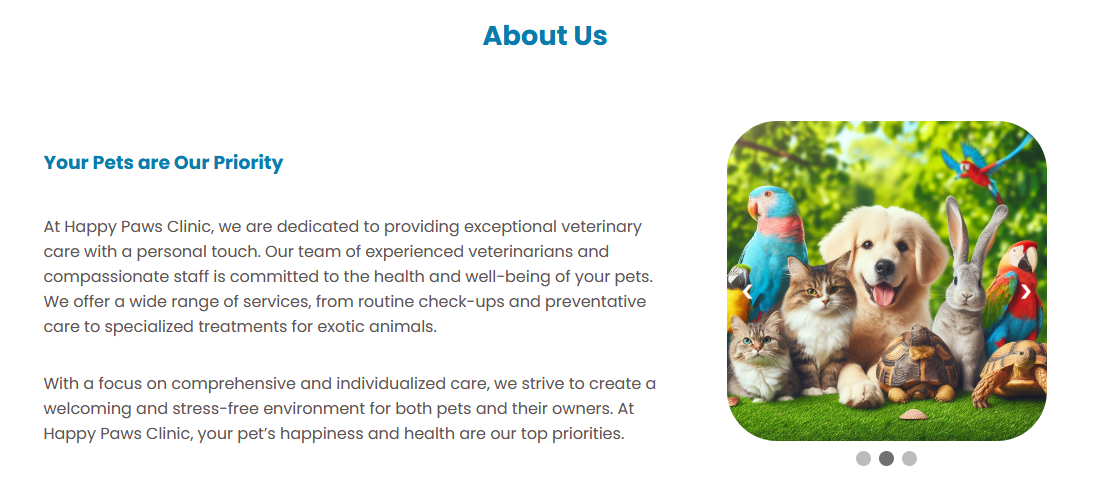 About Us
Your Pets are Our Priority
At Happy Paws Clinic, we are dedicated to providing exceptional veterinary
care with a personal touch. Our team of experienced veterinarians and
compassionate staff is committed to the health and well-being of your pets.
We offer a wide range of services, from routine check-ups and preventative
care to specialized treatments for exotic animals.
With a focus on comprehensive and individualized care, we strive to create a
welcoming and stress-free environment for both pets and their owners. At
Happy Paws Clinic, your pet’s happiness and health are our top priorities.